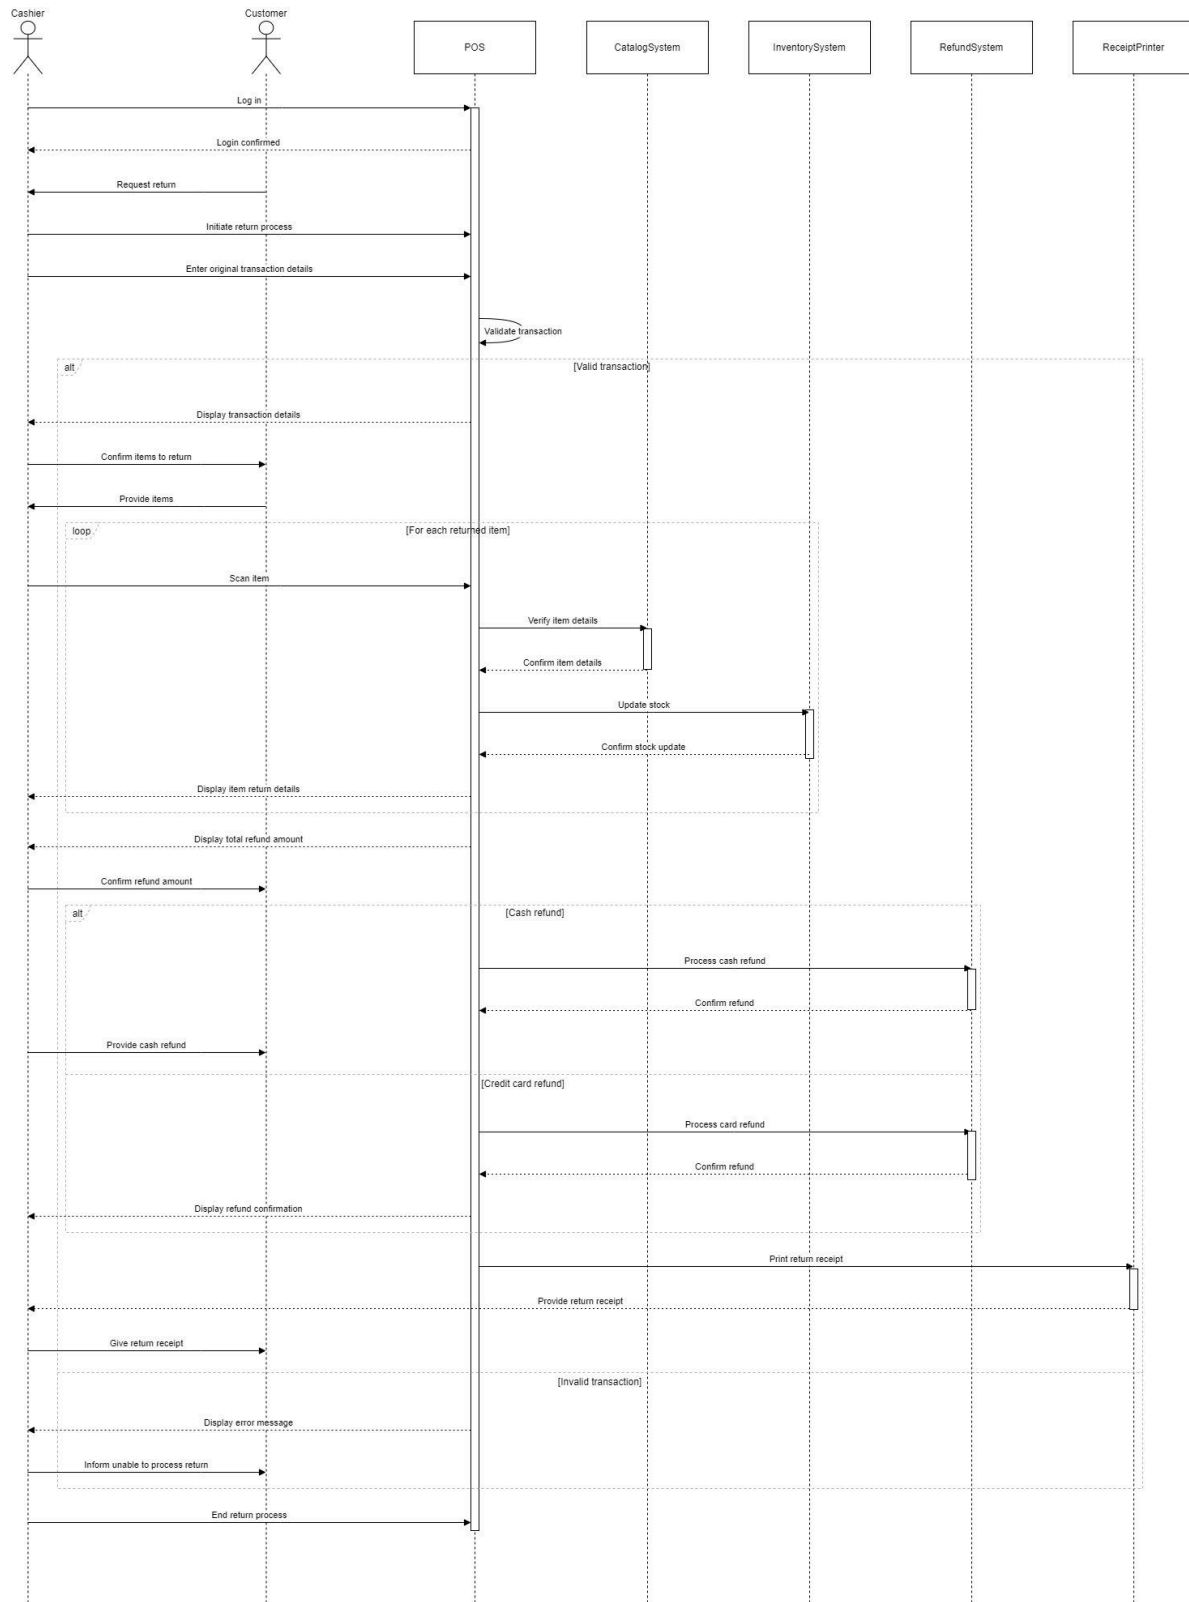 Cashier
Customer
POS
CatalogSystem
InventorySystem
RefundSystem
ReceiptPrinter
Log in
Login confirmed
Request return
Initiate return process
Enter original transaction details
Validate transaction
alt
[Valid transaction]
Display transaction details
Confirm items to return
Provide items
loop
[For each returned item]
Scan item
Verify item details
Confirm item details
Update stock
Confirm stock update
Display item return details
Display total refund amount
Confirm refund amount
alt
[Cash refund]
Process cash refund
Confirm refund
Provide cash refund
[Credit card refund]
Process card refund
Confirm refund
Display refund confirmation
Print return receipt
Provide return receipt
Give return receipt
[Invalid transaction]
Display error message
Inform unable to process return
End return process